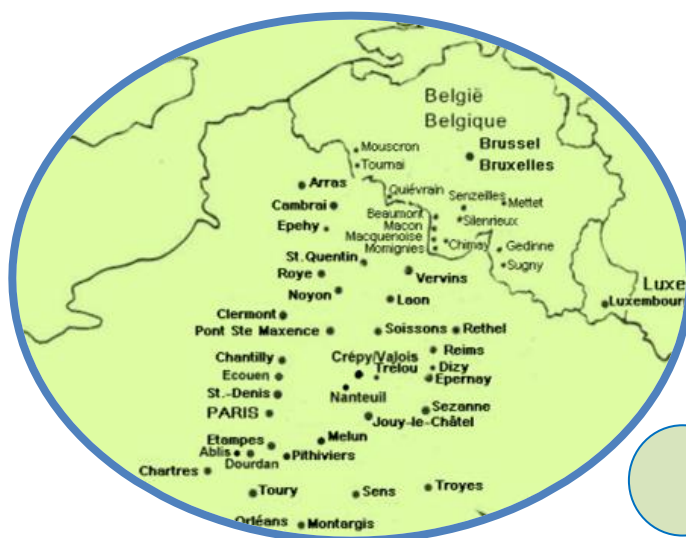 België
Belgique
Brussel
Bruxelles
Mouscron
Tournai
Arras
Quiévrain
Cambrai
Senzeilles
Mettet
Beaumont
Silenrieux
Epehy
Macon
Macquenoise
Chimay
Momignies
Gedinne
St.Quentin
Sugny
Roye
Vervins
Luxe
Noyon
Laon
Luxembour
Clermont
Pont Ste Maxence
Soissons
Rethel
Reims
Crépy/Valois
Chantilly
Trélou
Dizy
Ecouen
Epernay
Nanteuil
St.-Denis
PARIS
Sezanne
Jouy-le-Châtel
Melun
Etampes
Ablis
Pithiviers
Dourdan
Chartres
Toury
Sens
Troyes
Orléans
Montargis